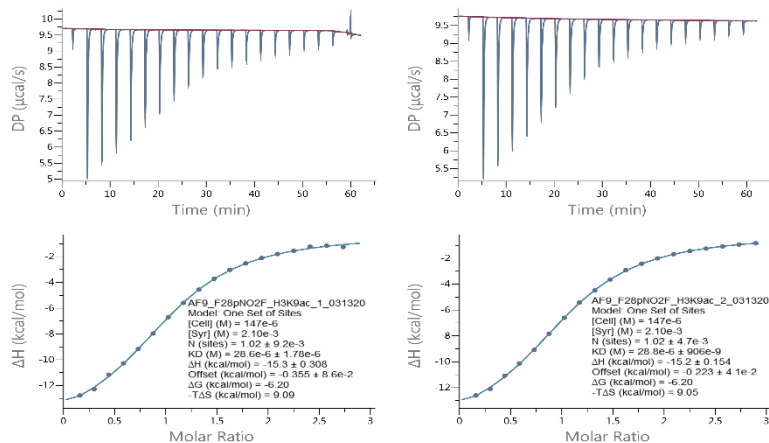 10
9.5
9
8.5
8
7.5
7
6.5
6
5.5
5
DP (µcal/s)
0 10 20 30 40 50 60
Time (min)
9.5
9
8.5
8
7.5
7
6.5
6
5.5
DP (µcal/s)
0 10 20 30 40 50 60
Time (min)
-2
-4
-6
-8
-10
-12
ΔH (kcal/mol)
AF9_F28pNO2F_H3K9ac_1_031320
Model: One Set of Sites
[Cell] (M) = 147e-6
[Syr] (M) = 2.10e-3
N (sites) = 1.02 ± 9.2e-3
KD (M) = 28.6e-6 ± 1.78e-6
ΔH (kcal/mol) = -15.3 ± 0.308
Offset (kcal/mol) = -0.355 ± 8.6e-2
ΔG (kcal/mol) = -6.20
-TΔS (kcal/mol) = 9.09
0 0.5 1 1.5 2 2.5 3
Molar Ratio
-2
-4
-6
-8
-10
-12
ΔH (kcal/mol)
AF9_F28pNO2F_H3K9ac_2_031320
Model: One Set of Sites
[Cell] (M) = 147e-6
[Syr] (M) = 2.10e-3
N (sites) = 1.02 ± 4.7e-3
KD (M) = 28.8e-6 ± 906e-9
ΔH (kcal/mol) = -15.2 ± 0.154
Offset (kcal/mol) = -0.223 ± 4.1e-2
ΔG (kcal/mol) = -6.20
-TΔS (kcal/mol) = 9.05
0 0.5 1 1.5 2 2.5 3
Molar Ratio